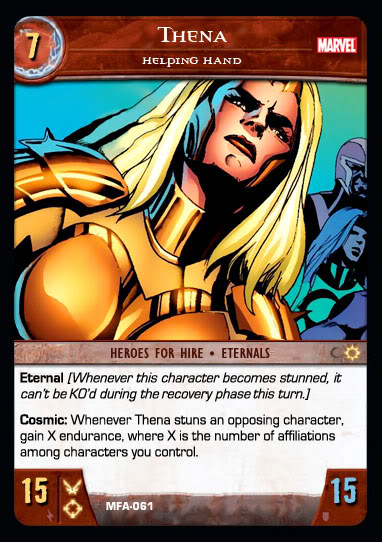 7
THENA
MARVEL
HELPING HAND
HEROES FOR HIRE • ETERNALS
C
Eternal [Whenever this character becomes stunned, it
can't be KO'd during the recovery phase this turn.]
Cosmic: Whenever Thena stuns an opposing character,
gain X endurance, where X is the number of affiliations
among characters you control.
15
MFA-061
15